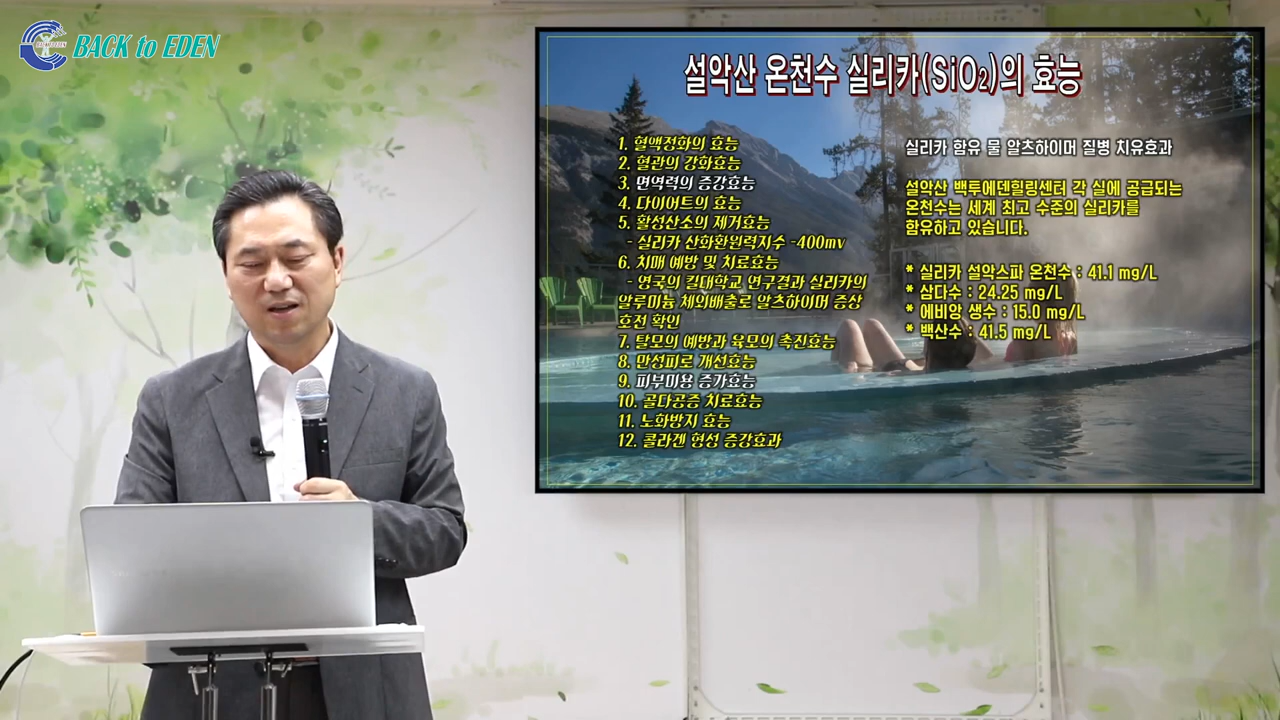 BACK to EDEN
설악산 온천수 실리카(SiO₂)의 효능
1. 혈액정화의 효능
2. 혈관의 강화효능
3. 면역력의 증강효능
4. 다이어트의 효능
5. 활성산소의 제거효능
- 실리카 산화환원력지수 -400mv
6. 치매 예방 및 치료효능
- 영국의 킬대학교 연구결과 실리카의
알루미늄 체외배출로 알츠하이머 증상
호전 확인
7. 탈모의 예방과 육모의 촉진효능
8. 만성피로 개선효능
9. 피부미용 증가효능
10. 골다공증 치료효능
11. 노화방지 효능
12. 콜라겐 형성 증강효과
실리카 함유 물 알츠하이머 질병 치유효과
설악산 백투에덴힐링센터 각 실에 공급되는
온천수는 세계 최고 수준의 실리카를
함유하고 있습니다.
* 실리카 설악스파 온천수 : 41.1 mg/L
* 삼다수 : 24.25 mg/L
* 에비앙 생수 : 15.0 mg/L
* 백산수 : 41.5 mg/L